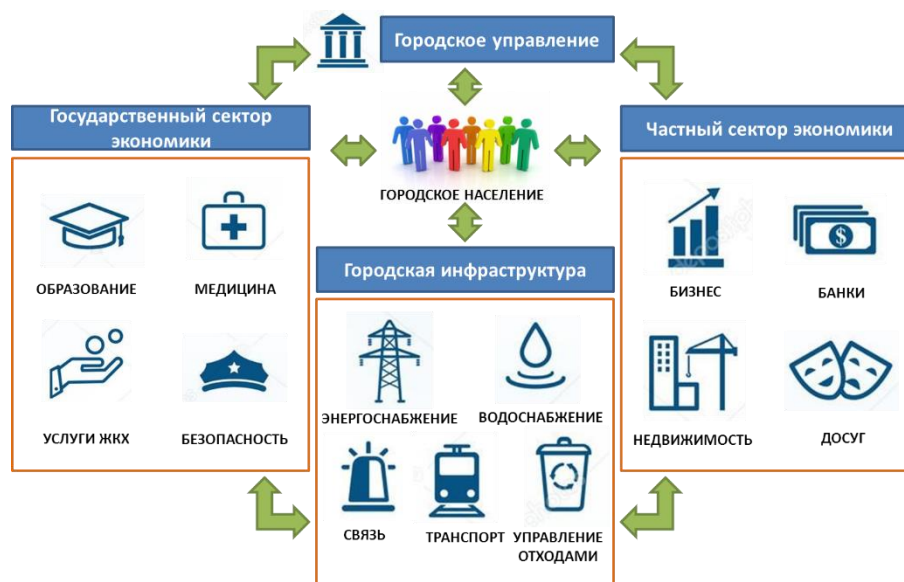 Городское управление
Государственный сектор
экономики
Частный сектор экономики
ГОРОДСКОЕ НАСЕЛЕНИЕ
ОБРАЗОВАНИЕ
МЕДИЦИНА
УСЛУГИ ЖКХ
БЕЗОПАСНОСТЬ
Городская инфраструктура
ЭНЕРГОСНАБЖЕНИЕ
ВОДОСНАБЖЕНИЕ
СВЯЗЬ
ТРАНСПОРТ
УПРАВЛЕНИЕ
ОТХОДАМИ
БИЗНЕС
БАНКИ
НЕДВИЖИМОСТЬ
ДОСУГ